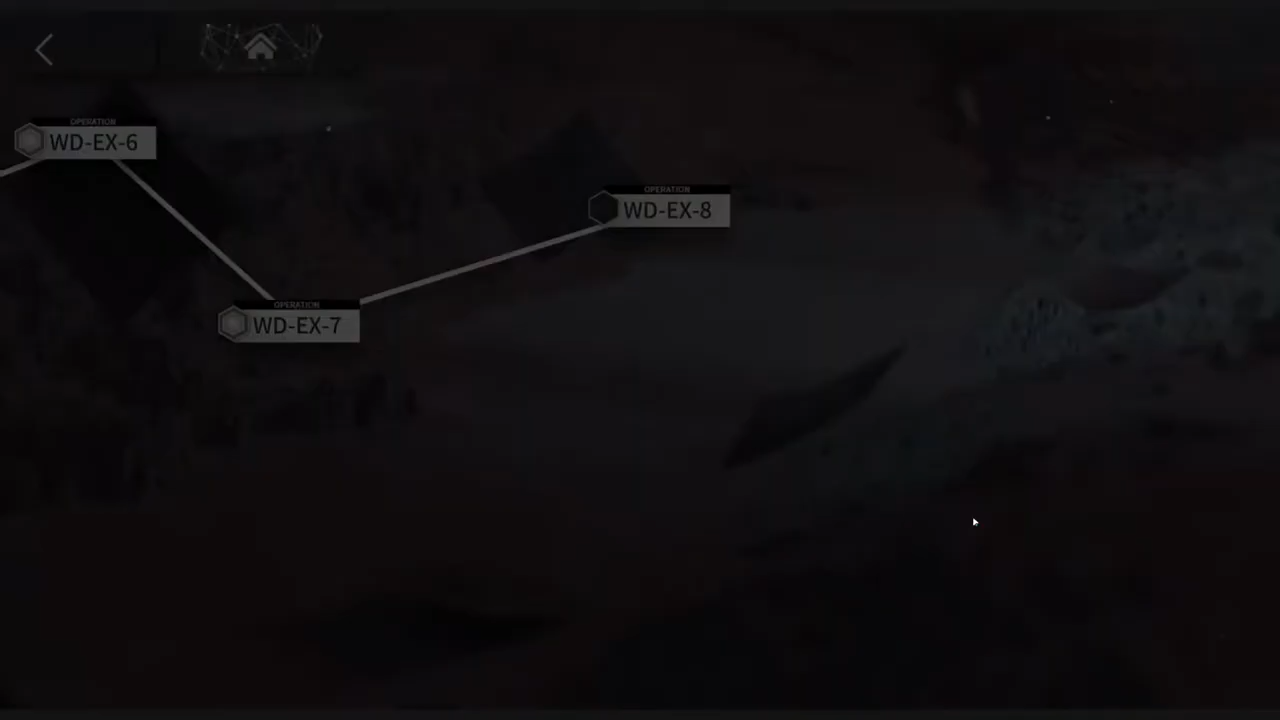 OPERATION
WD-EX-6
OPERATION
WD-EX-8
OPERATION
WD-EX-7